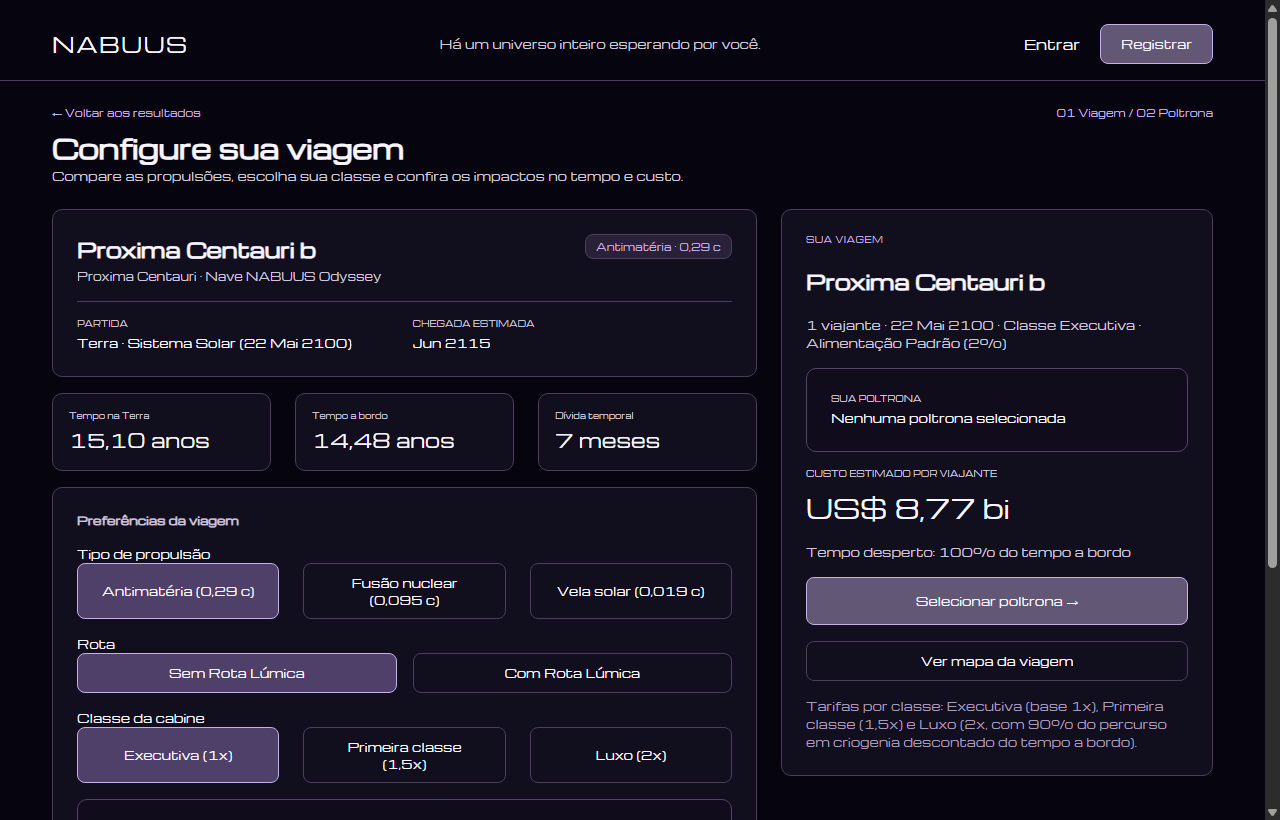 NABUUS
Há um universo inteiro esperando por você.
Entrar
Registrar
← Voltar aos resultados
01 Viagem / 02 Poltrona
Configure sua viagem
Compare as propulsões, escolha sua classe e confira os impactos no tempo e custo.
Proxima Centauri b
Antimatéria · 0,29 c
Proxima Centauri · Nave NABUUS Odyssey
PARTIDA
Terra · Sistema Solar (22 Mai 2100)
CHEGADA ESTIMADA
Jun 2115
Tempo na Terra
15,10 anos
Tempo a bordo
14,48 anos
Dívida temporal
7 meses
Preferências da viagem
Tipo de propulsão
Antimatéria (0,29 c)
Fusão nuclear
(0,095 c)
Vela solar (0,019 c)
Rota
Sem Rota Lúmica
Com Rota Lúmica
Classe da cabine
Executiva (1x)
Primeira classe
(1,5x)
Luxo (2x)
SUA VIAGEM
Proxima Centauri b
1 viajante · 22 Mai 2100 · Classe Executiva ·
Alimentação Padrão (2%)
SUA POLTRONA
Nenhuma poltrona selecionada
CUSTO ESTIMADO POR VIAJANTE
US$ 8,77 bi
Tempo desperto: 100% do tempo a bordo
Selecionar poltrona →
Ver mapa da viagem
Tarifas por classe: Executiva (base 1x), Primeira
classe (1,5x) e Luxo (2x, com 90% do percurso
em criogenia descontado do tempo a bordo).